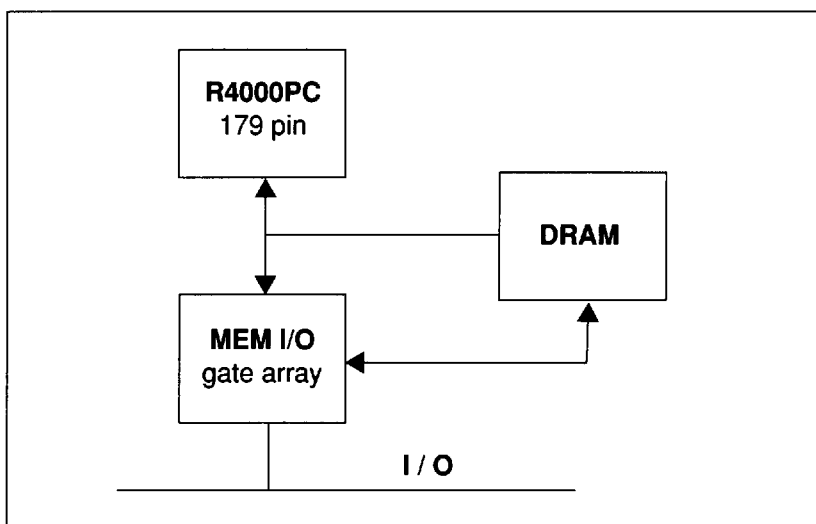 R4000PC
179 pin
DRAM
MEM I/O
gate array
I / O